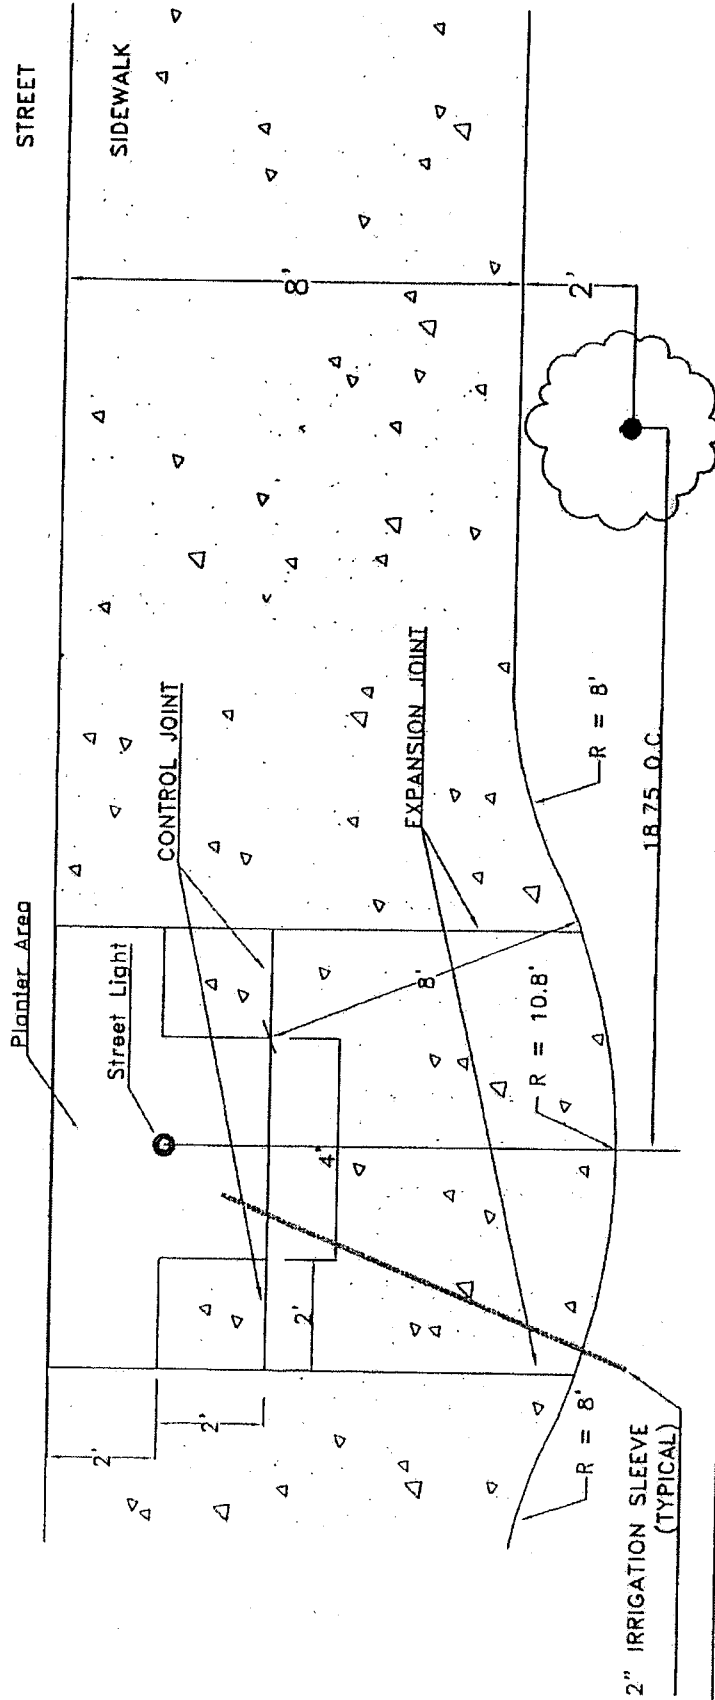 STREET
SIDEWALK
Planter Area
Street Light
CONTROL JOINT
EXPANSION JOINT
8'
2'
2'
2'
2'
4'
8'
R = 10.8'
R = 8'
R = 8'
18.75 O.C.
2" IRRIGATION SLEEVE
(TYPICAL)